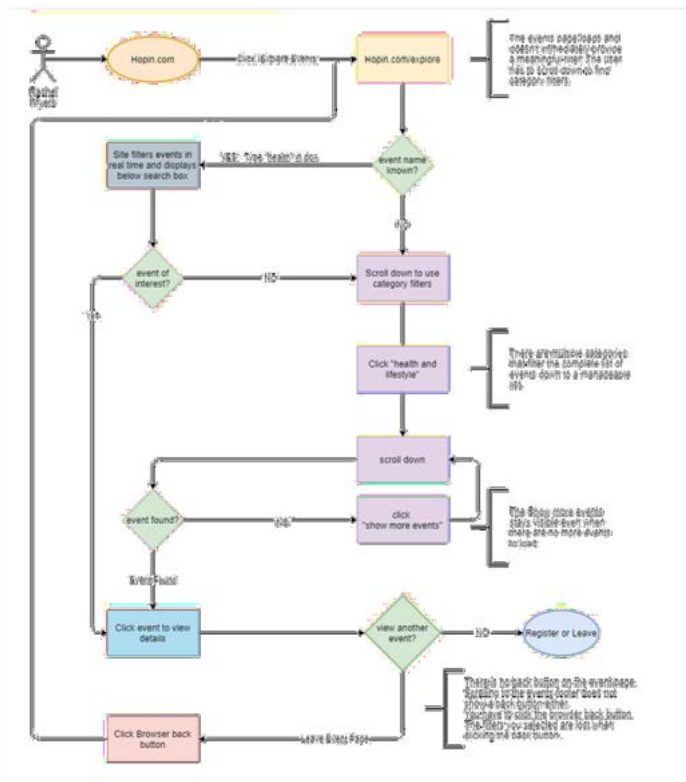 Hopin.com
Click "Explore Events"
Hopin.com/explore
The events page loads and
doesn't immediately provide
a meaningful filter. The user
has to scroll down to find
category filters.
Rachel
Myers
Site filters events in
real time and displays
below search box
YES: Type "health" in box
event name
known?
NO
event of
interest?
NO
Scroll down to use
category filters
Yes
Click "health and
lifestyle"
There are multiple categories
that filter the complete list of
events down to a manageable
list.
scroll down
event found?
NO
click
"show more events"
The Show more events
stays visible even when
there are no more events
to load.
Event Found
Click event to view
details
view another
event?
NO
Register or Leave
There is no back button on the event page.
Scrolling to the events footer does not
show a back button either.
You have to click the browser back button.
The filters you selected are lost when
clicking the back button.
Click Browser back
button
Leave Event Page